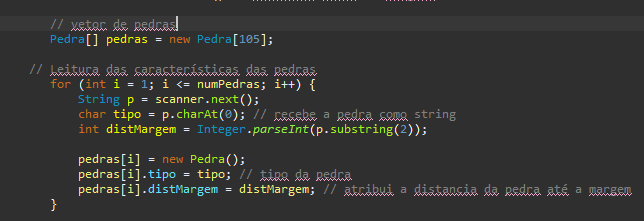 // vetor de pedras
Pedra[] pedras = new Pedra[105];
// Leitura das características das pedras
for (int i = 1; i <= numPedras; i++) {
String p = scanner.next();
char tipo = p.charAt(0); // recebe a pedra como string
int distMargem = Integer.parseInt(p.substring(2));
pedras[i] = new Pedra();
pedras[i].tipo = tipo; // tipo da pedra
pedras[i].distMargem = distMargem; // atribui a distancia da pedra até a margem
}